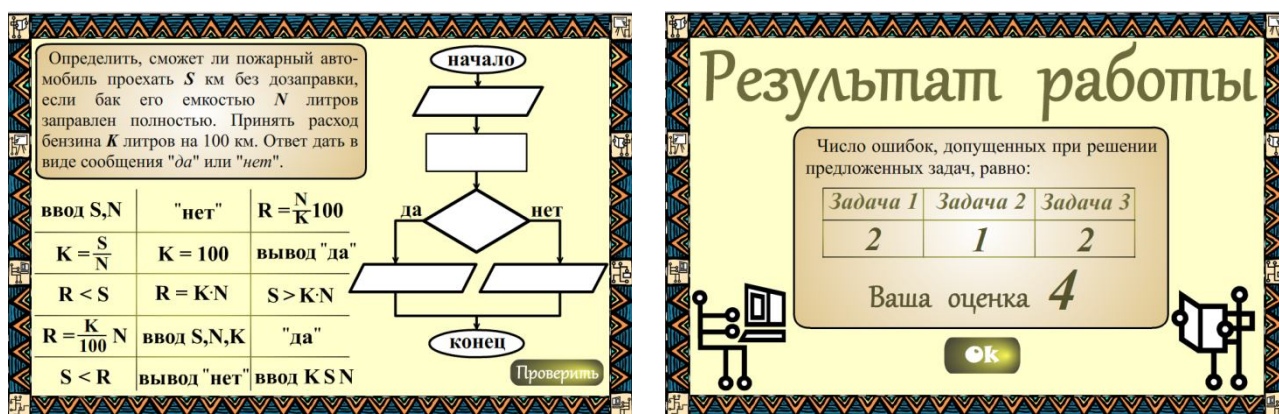 Определить, сможет ли пожарный авто-
мобиль проехать S км без дозаправки,
если бак его емкостью N литров
заправлен полностью. Принять расход
бензина K литров на 100 км. Ответ дать в
виде сообщения "да" или "нет".
ввод S,N "нет" R = N/K 100
K = S/N K = 100 вывод "да"
R < S R = K·N S > K·N
R = K/100 N ввод S,N,K "да"
S < R вывод "нет" ввод K S N
начало
да нет
конец
Проверить
Результат работы
Число ошибок, допущенных при решении
предложенных задач, равно:
Задача 1 Задача 2 Задача 3
2 1 2
Ваша оценка 4
Ok